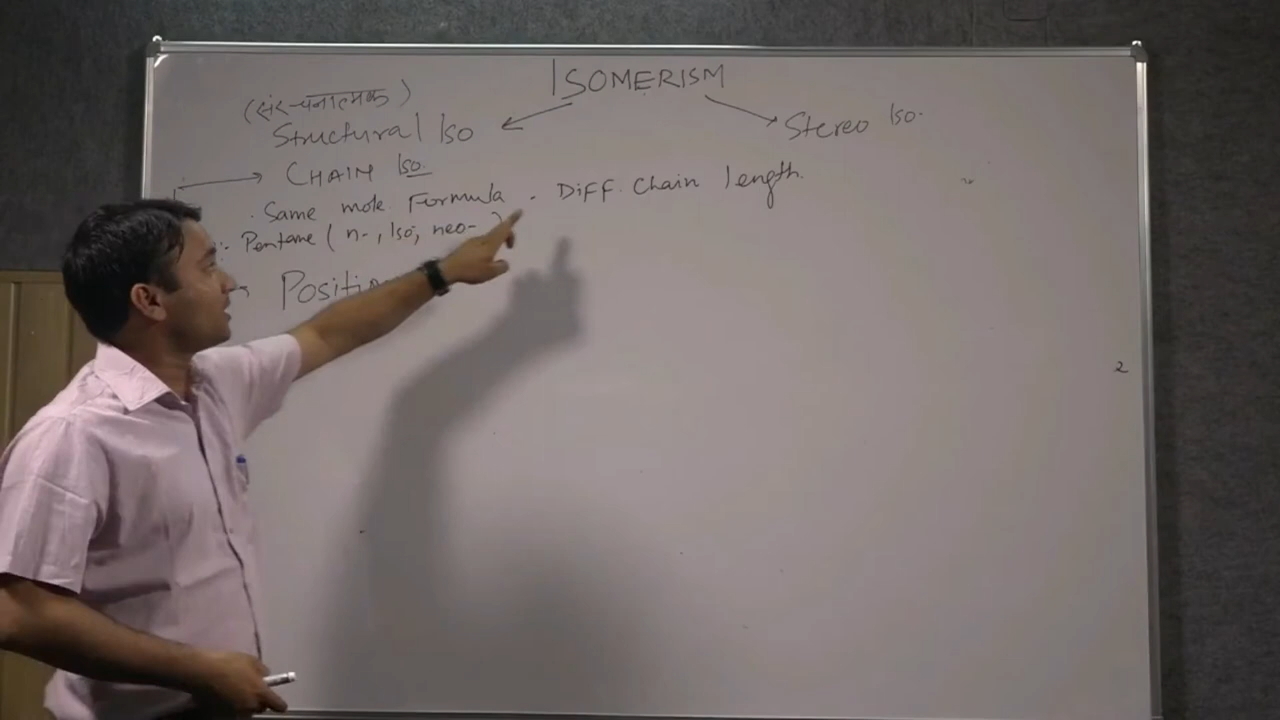 ISOMERISM
(संरचनात्मक)
Structural Iso
Stereo Iso.
CHAIN Iso.
Same mole Formula . Diff. Chain length.
Pentane ( n-, Iso-, neo- )
Positio
2